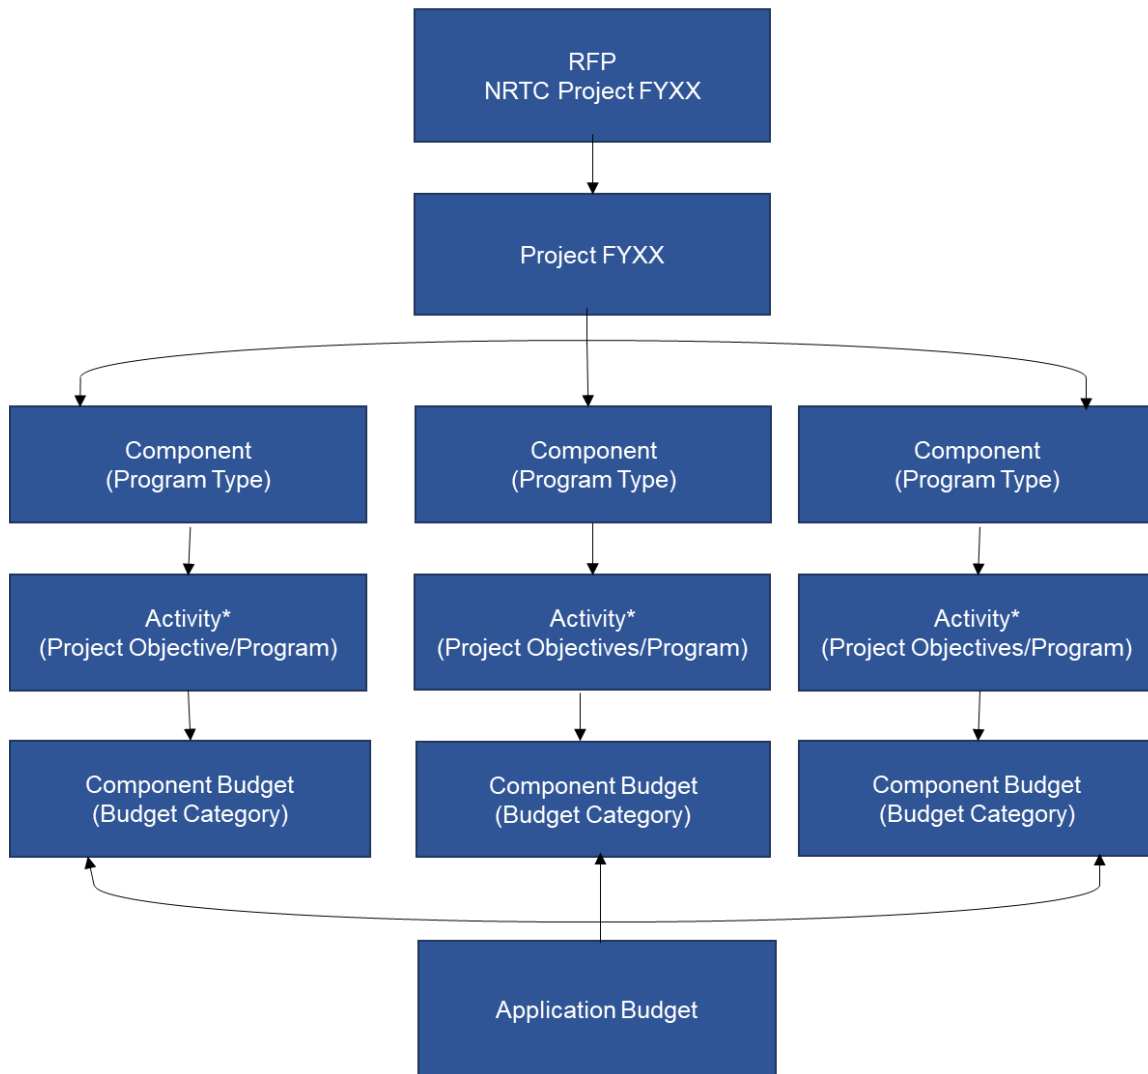 RFP
NRTC Project FYXX
Project FYXX
Component
(Program Type)
Component
(Program Type)
Component
(Program Type)
Activity*
(Project Objective/Program)
Activity*
(Project Objectives/Program)
Activity*
(Project Objectives/Program)
Component Budget
(Budget Category)
Component Budget
(Budget Category)
Component Budget
(Budget Category)
Application Budget